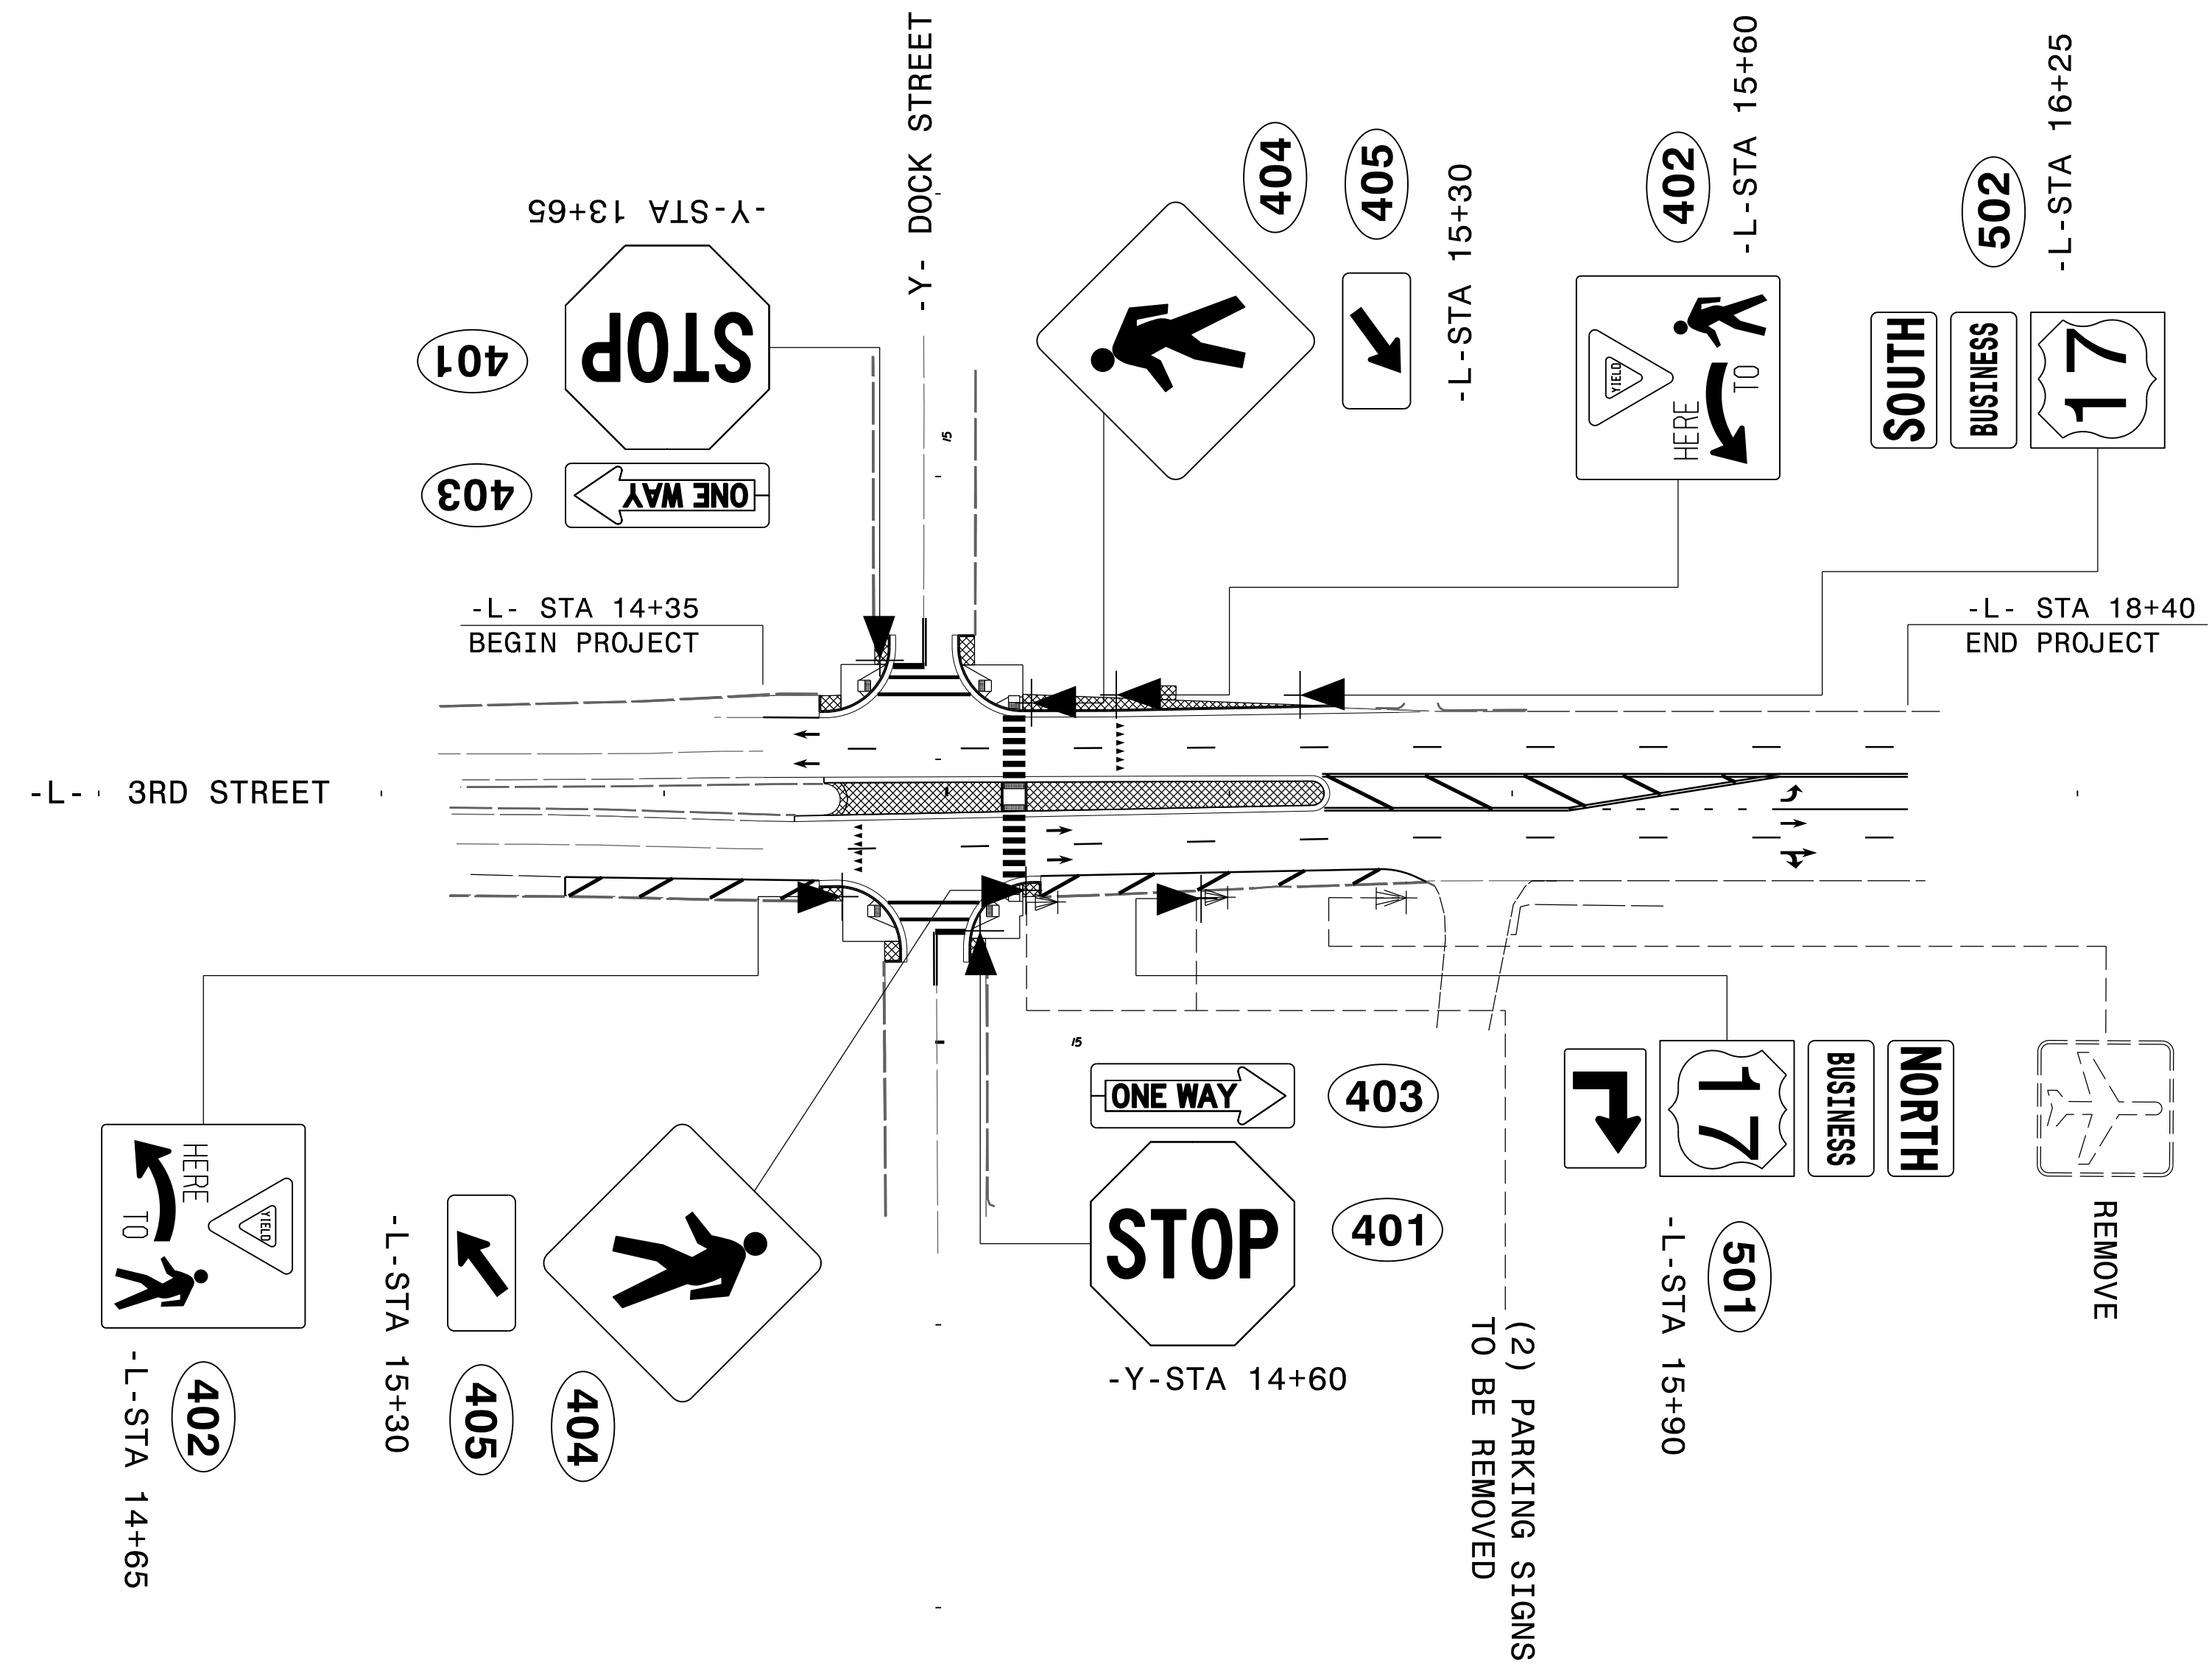 -Y- DOCK STREET
-Y-STA 13+65
401
STOP
403
ONE WAY
404
405
-L-STA 15+30
402
-L-STA 15+60
YIELD
HERE
TO
502
-L-STA 16+25
SOUTH
BUSINESS
17
15
-L- STA 14+35
BEGIN PROJECT
-L- STA 18+40
END PROJECT
-L- 3RD STREET
HERE
TO
YIELD
402
-L-STA 14+65
-L-STA 15+30
405
404
15
ONE WAY
403
STOP
401
-Y-STA 14+60
(2) PARKING SIGNS
TO BE REMOVED
NORTH
BUSINESS
17
501
-L-STA 15+90
REMOVE